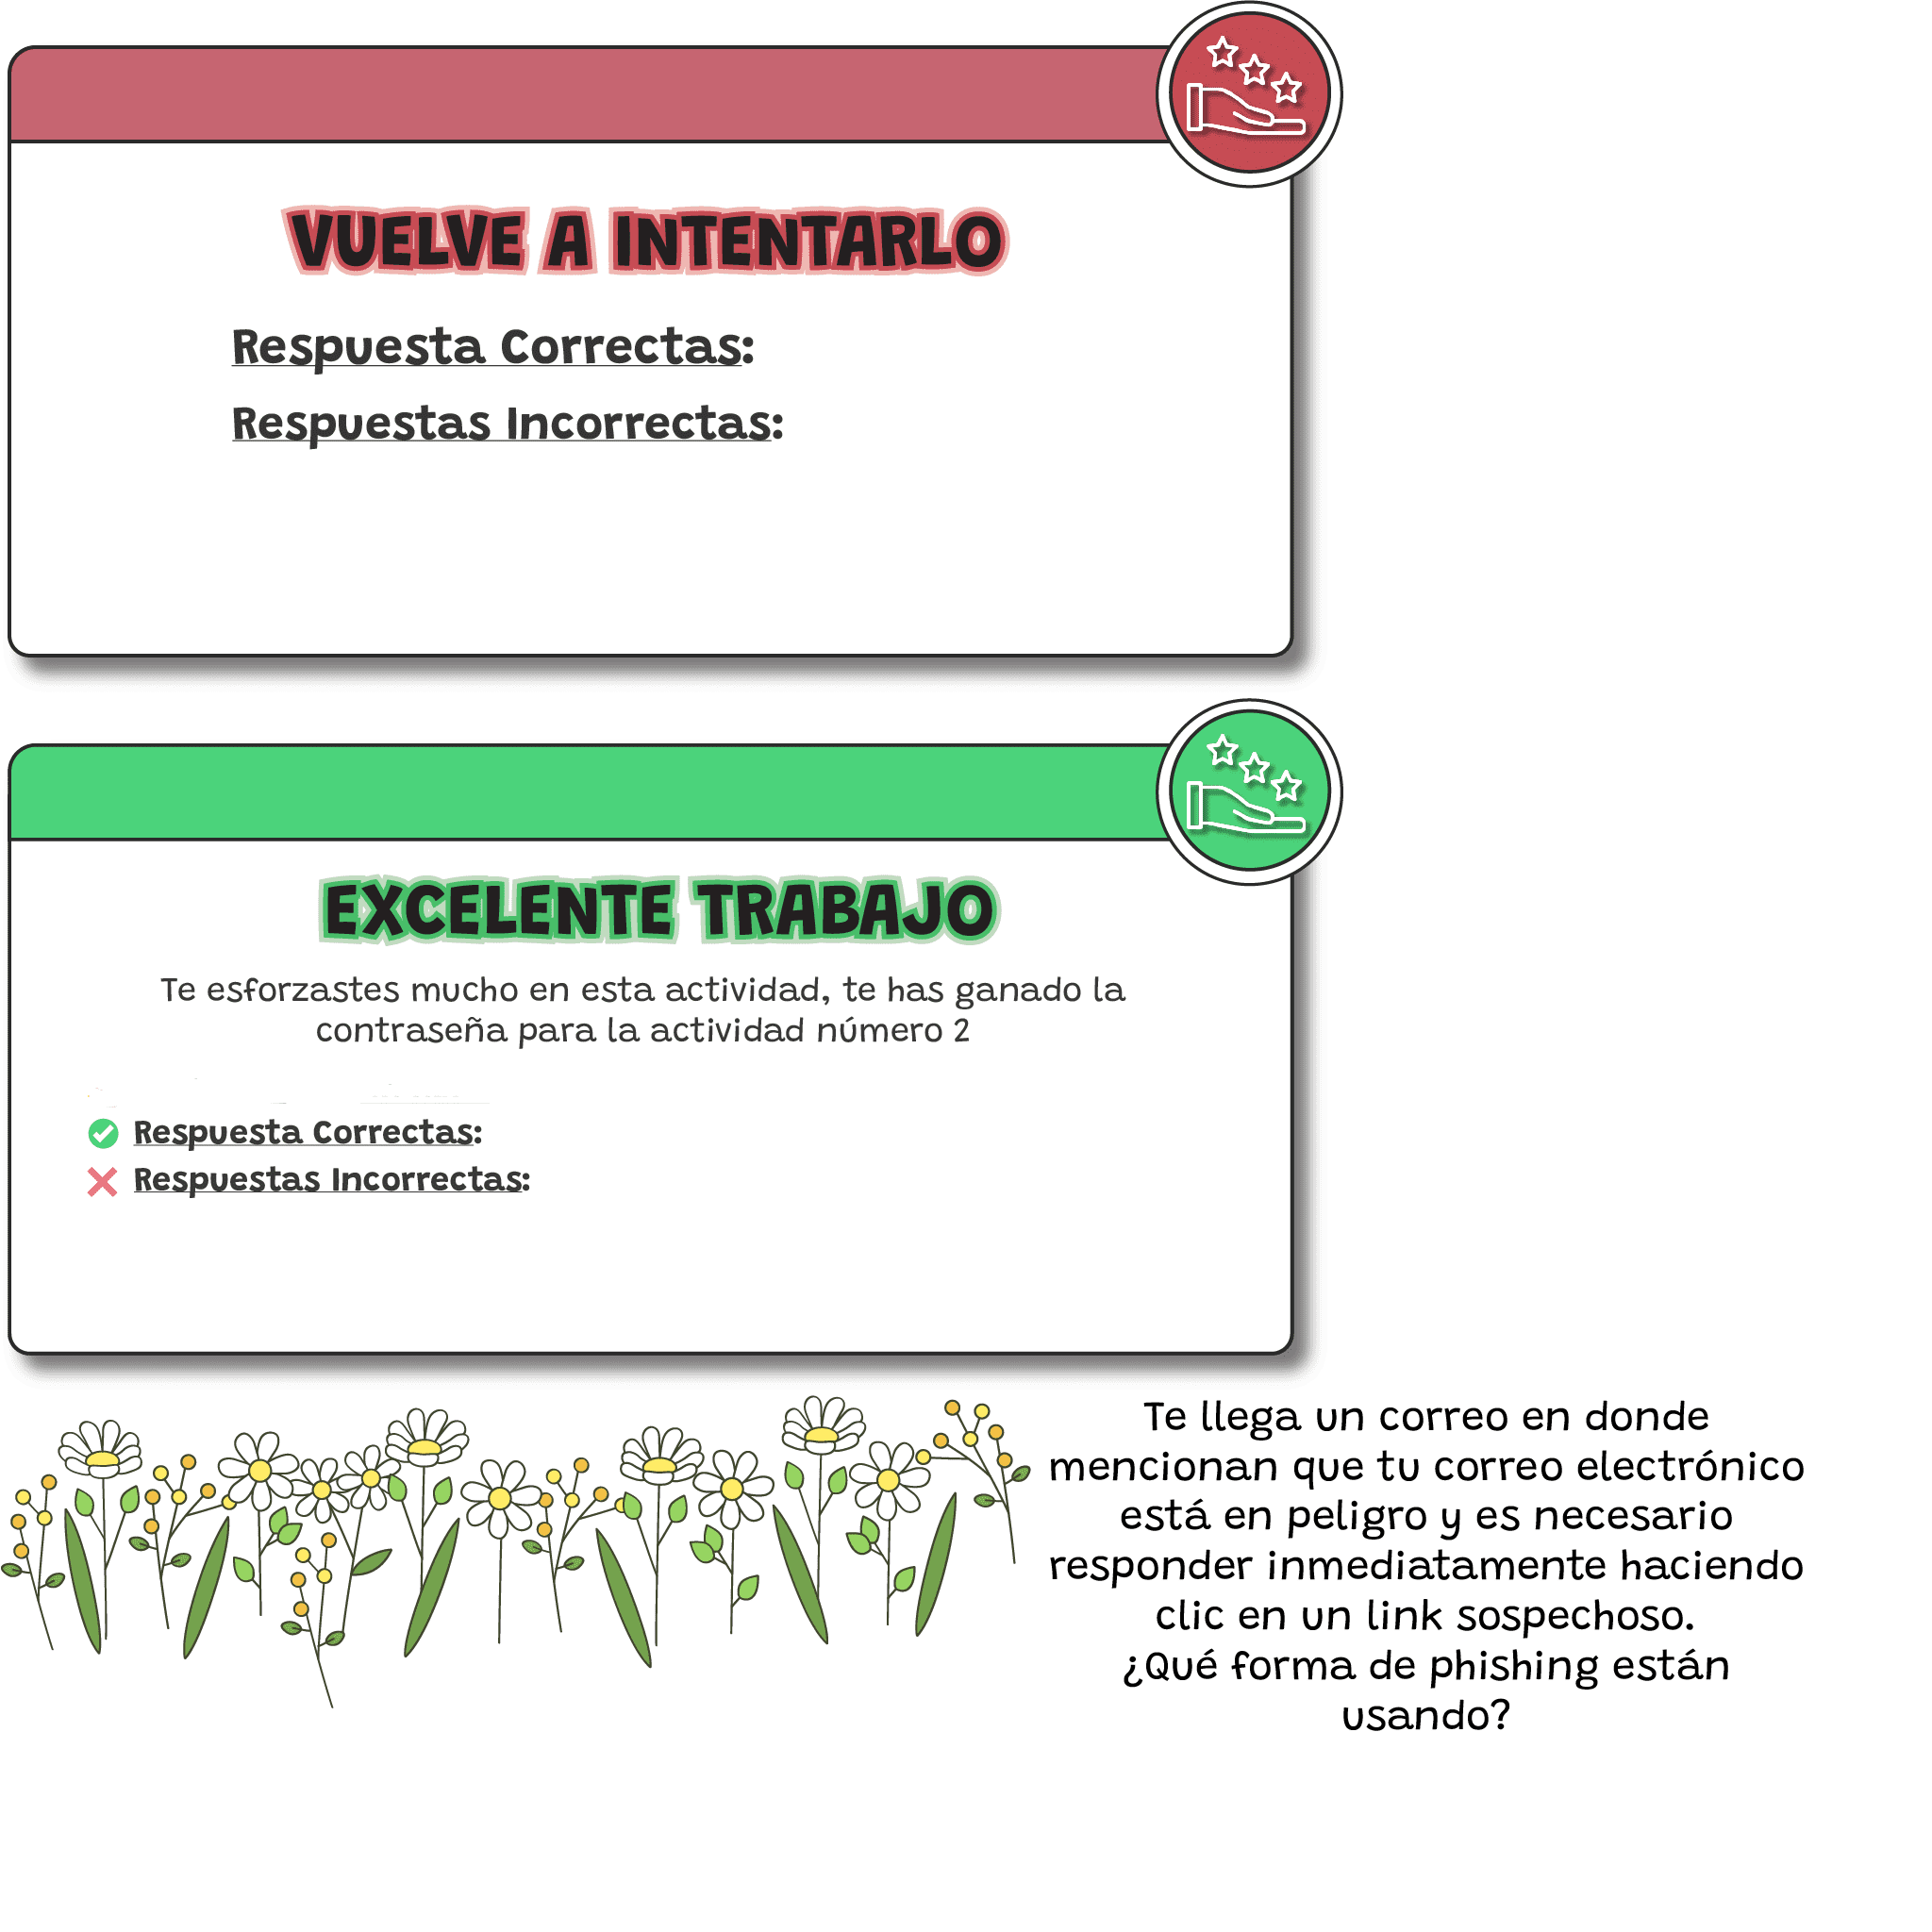 VUELVE A INTENTARLO
Respuesta Correctas:
Respuestas Incorrectas:
EXCELENTE TRABAJO
Te esforzastes mucho en esta actividad, te has ganado la
contraseña para la actividad número 2
Respuesta Correctas:
Respuestas Incorrectas:
Te llega un correo en donde
mencionan que tu correo electrónico
está en peligro y es necesario
responder inmediatamente haciendo
clic en un link sospechoso.
¿Qué forma de phishing están
usando?